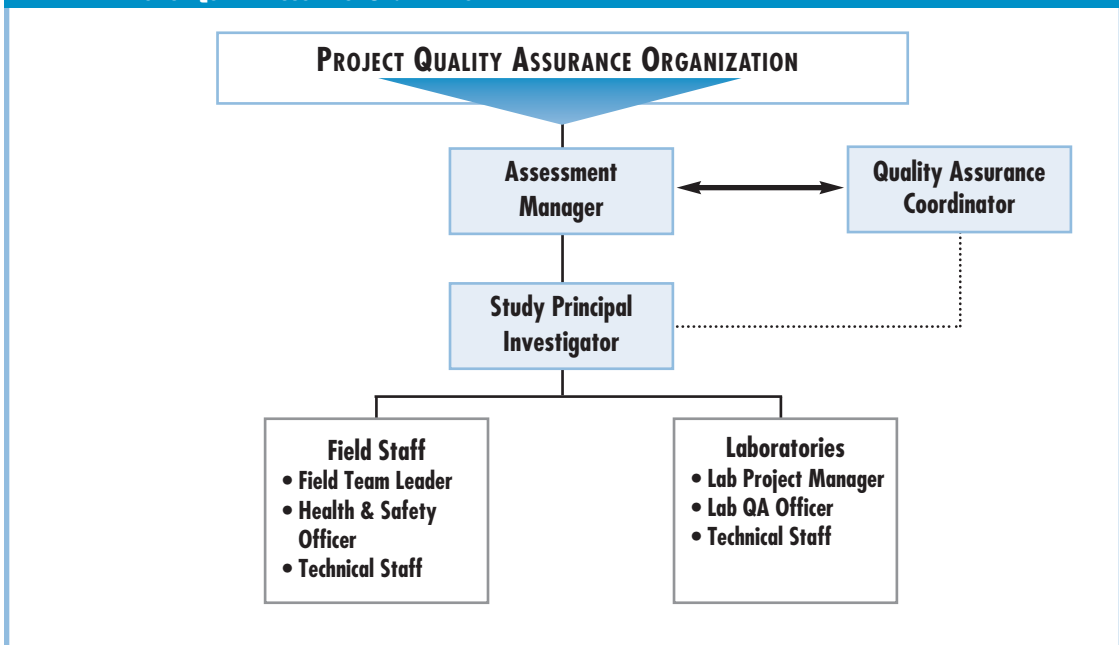 PROJECT QUALITY ASSURANCE ORGANIZATION
Assessment
Manager
Quality Assurance
Coordinator
Study Principal
Investigator
Field Staff
• Field Team Leader
• Health & Safety
Officer
• Technical Staff
Laboratories
• Lab Project Manager
• Lab QA Officer
• Technical Staff